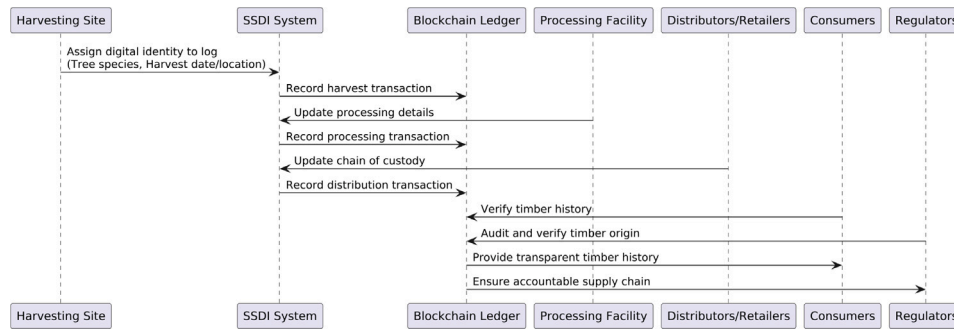 Harvesting Site SSDI System Blockchain Ledger Processing Facility Distributors/Retailers Consumers Regulators
Assign digital identity to log
(Tree species, Harvest date/location)
Record harvest transaction
Update processing details
Record processing transaction
Update chain of custody
Record distribution transaction
Verify timber history
Audit and verify timber origin
Provide transparent timber history
Ensure accountable supply chain
Harvesting Site SSDI System Blockchain Ledger Processing Facility Distributors/Retailers Consumers Regulators